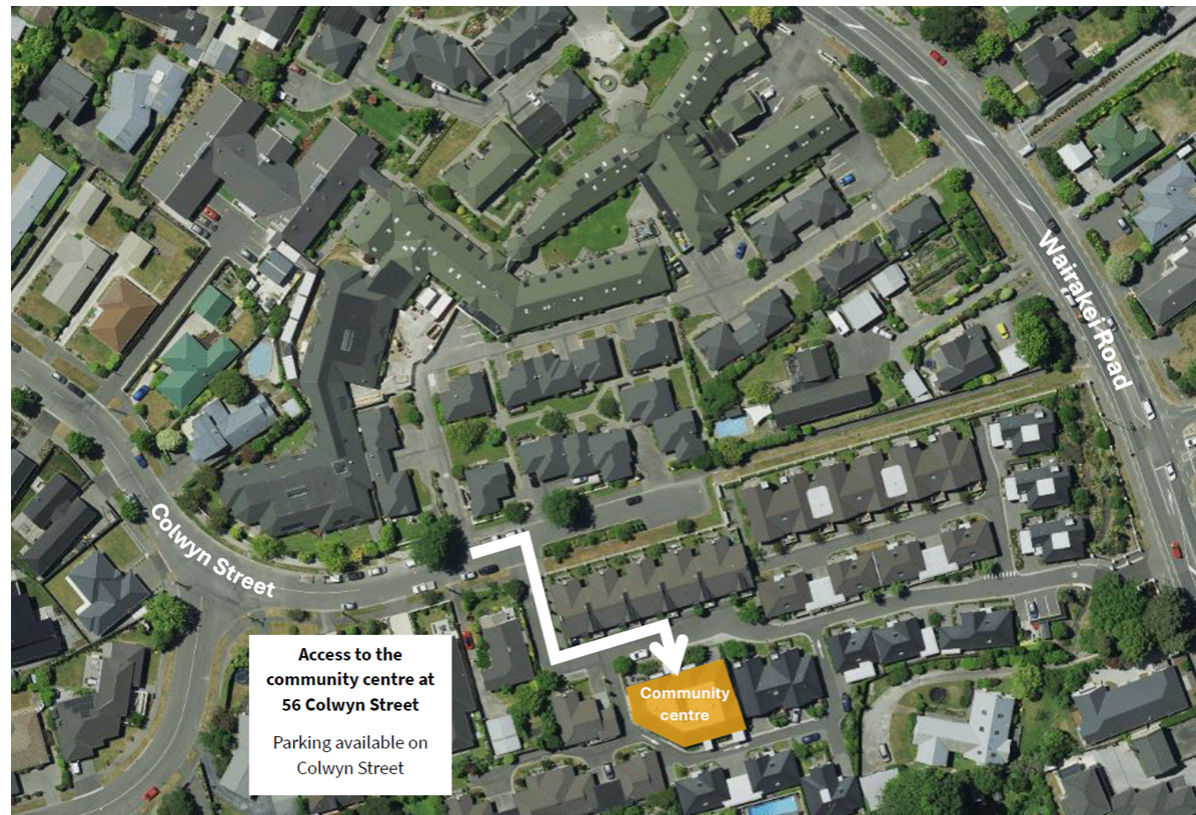 Wairakei Road
Colwyn Street
Access to the
community centre at
56 Colwyn Street
Parking available on
Colwyn Street
Community
centre